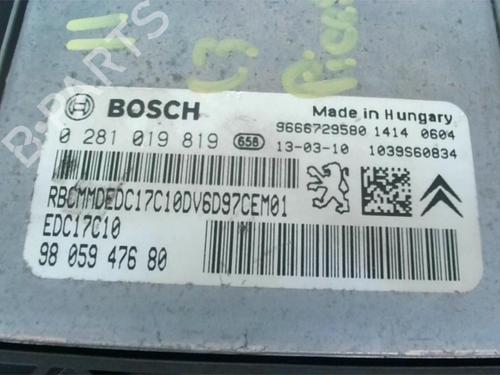 C3
B-PARTS
BOSCH
Made in Hungary
0 281 019 819 658
9666729580 1414 0604
13-03-10 1039S60834
RBCMMDEDC17C10DV6D97CEM01
EDC17C10
98 059 476 80